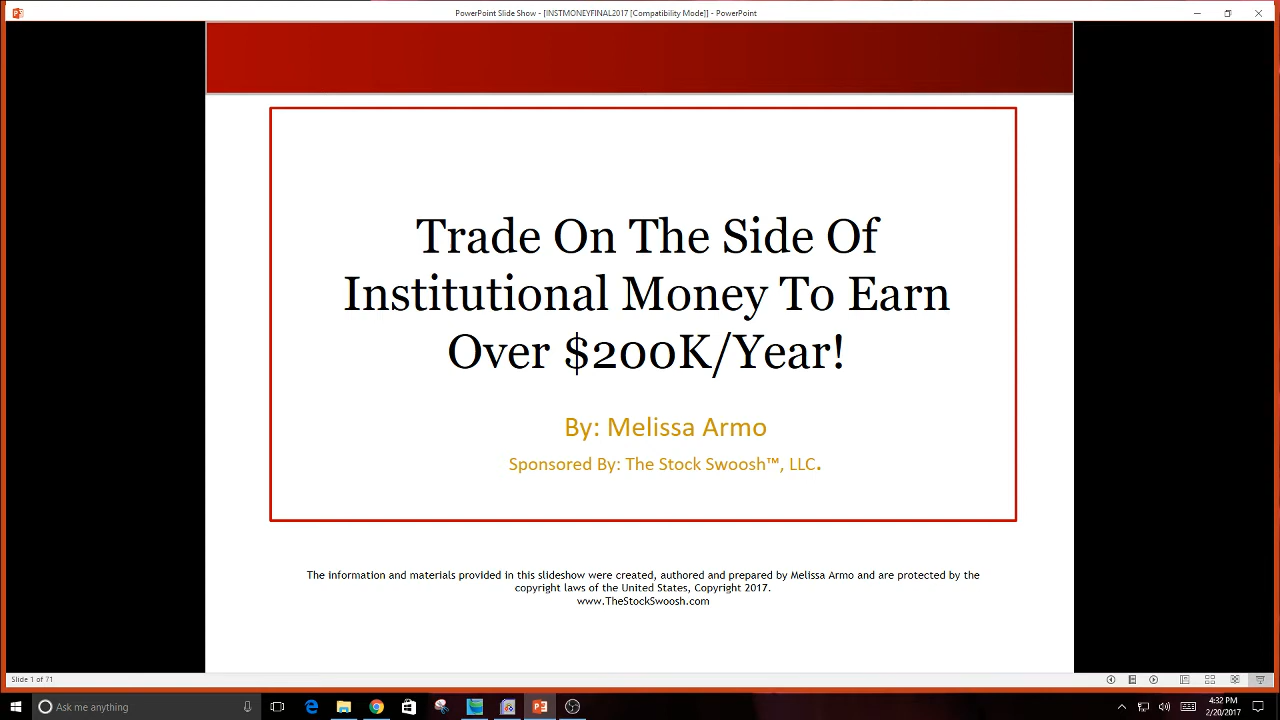 PowerPoint Slide Show - [INSTMONEYFINAL2017 [Compatibility Mode]] - PowerPoint
Trade On The Side Of
Institutional Money To Earn
Over $200K/Year!
By: Melissa Armo
Sponsored By: The Stock Swoosh™, LLC.
The information and materials provided in this slideshow were created, authored and prepared by Melissa Armo and are protected by the
copyright laws of the United States, Copyright 2017.
www.TheStockSwoosh.com
Slide 1 of 71
Ask me anything
4:32 PM
2/20/2017